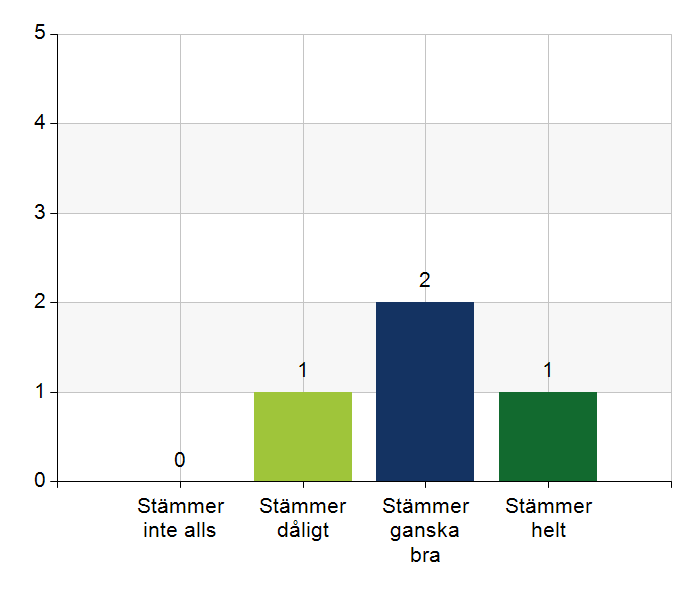 5
4
3
2
1
0
0
1
2
1
Stämmer
inte alls
Stämmer
dåligt
Stämmer
ganska
bra
Stämmer
helt